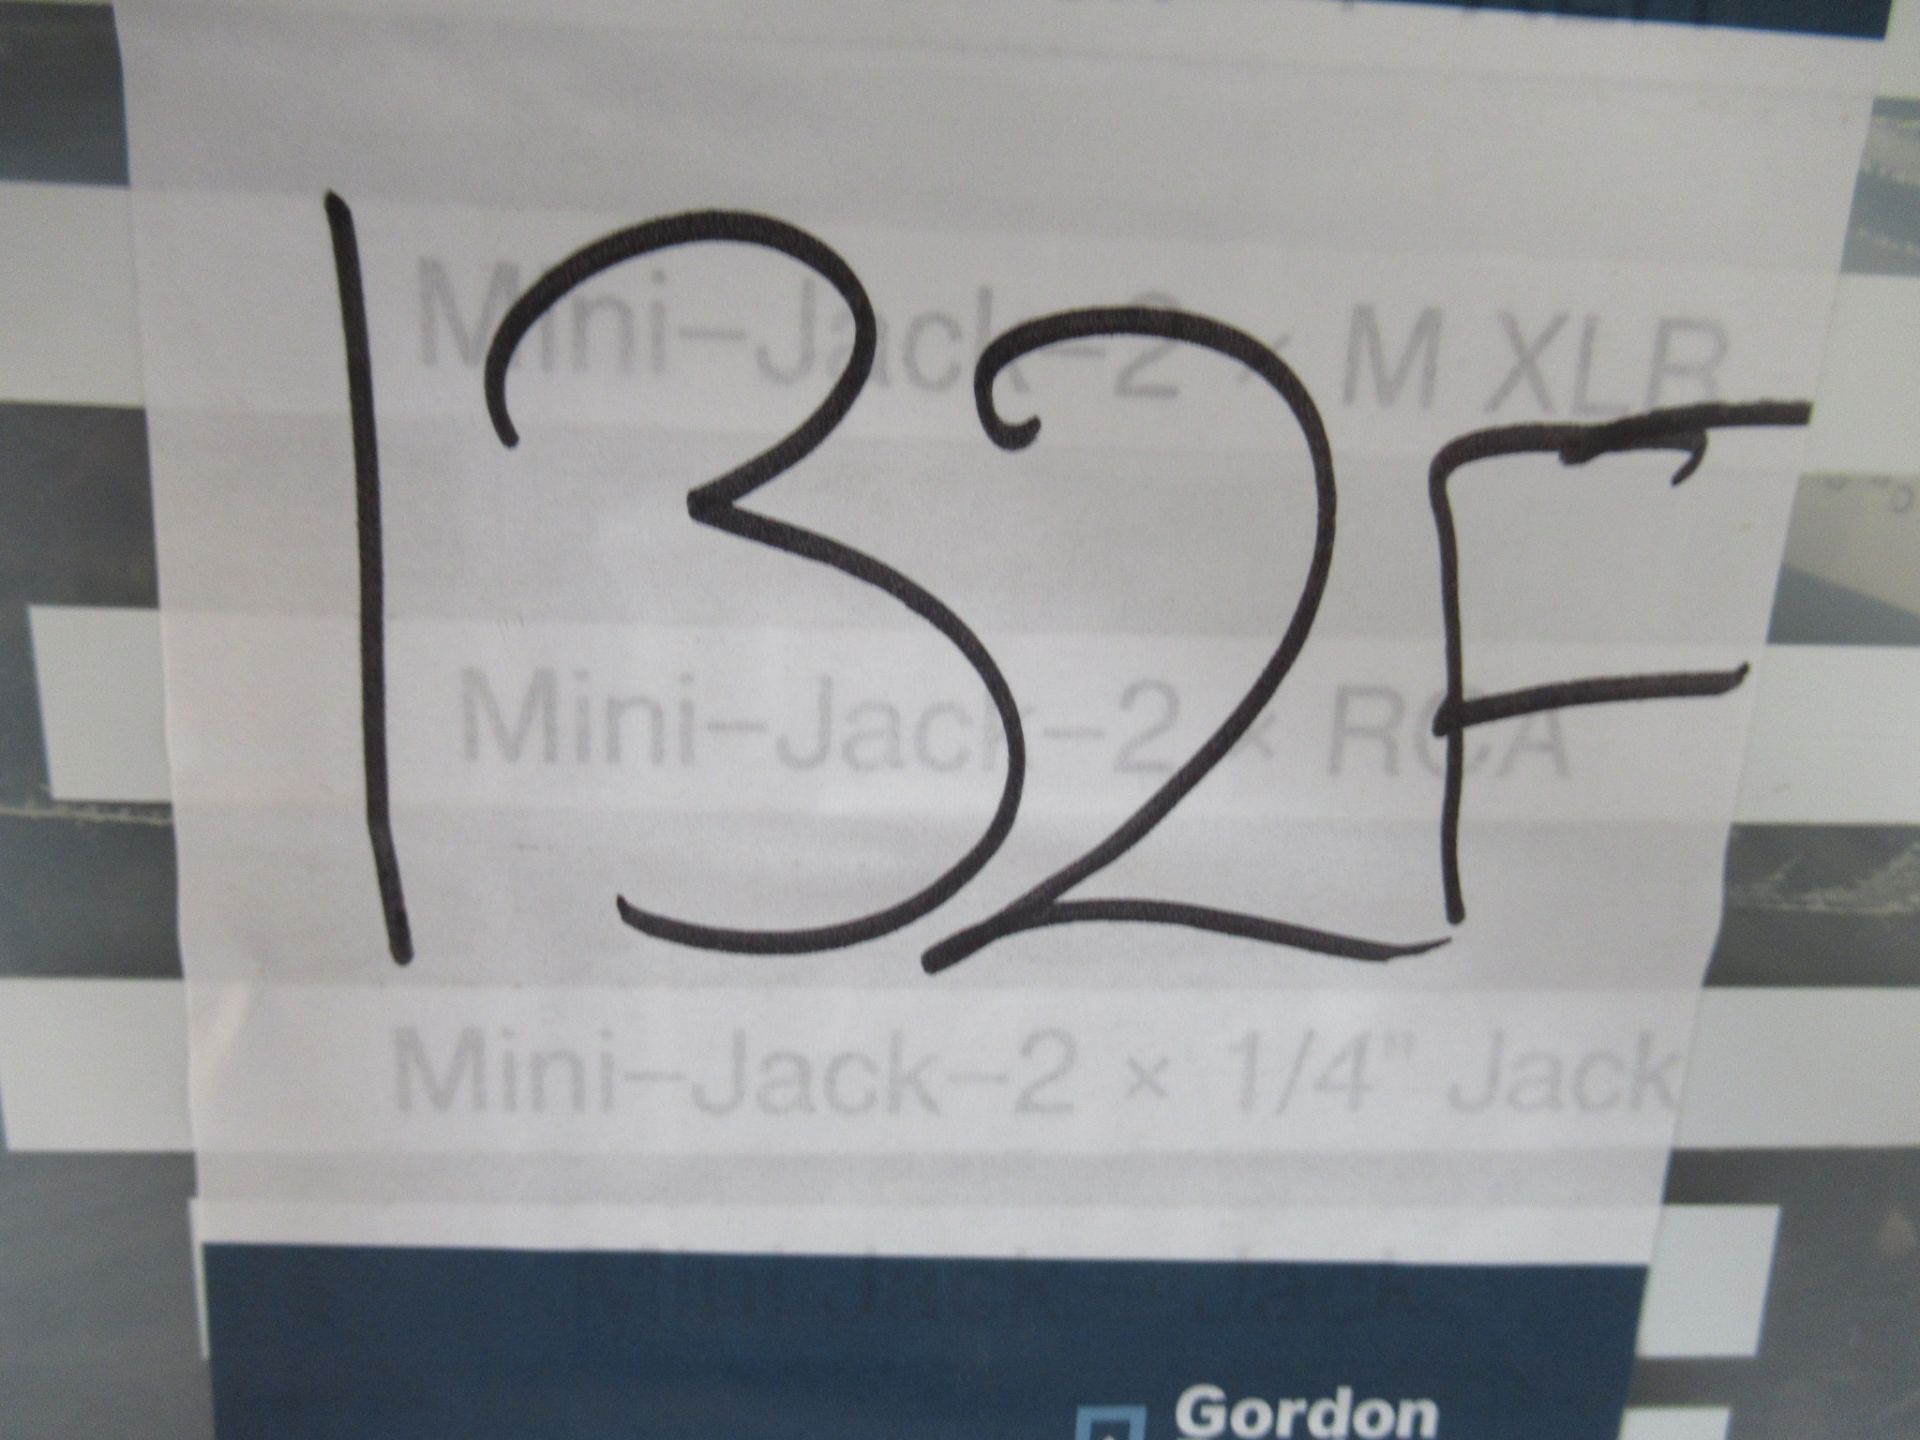 132F
Mini-Jack-2 × M XLR
Mini-Jack-2 × RCA
Mini-Jack-2 × 1/4" Jack
Gordon